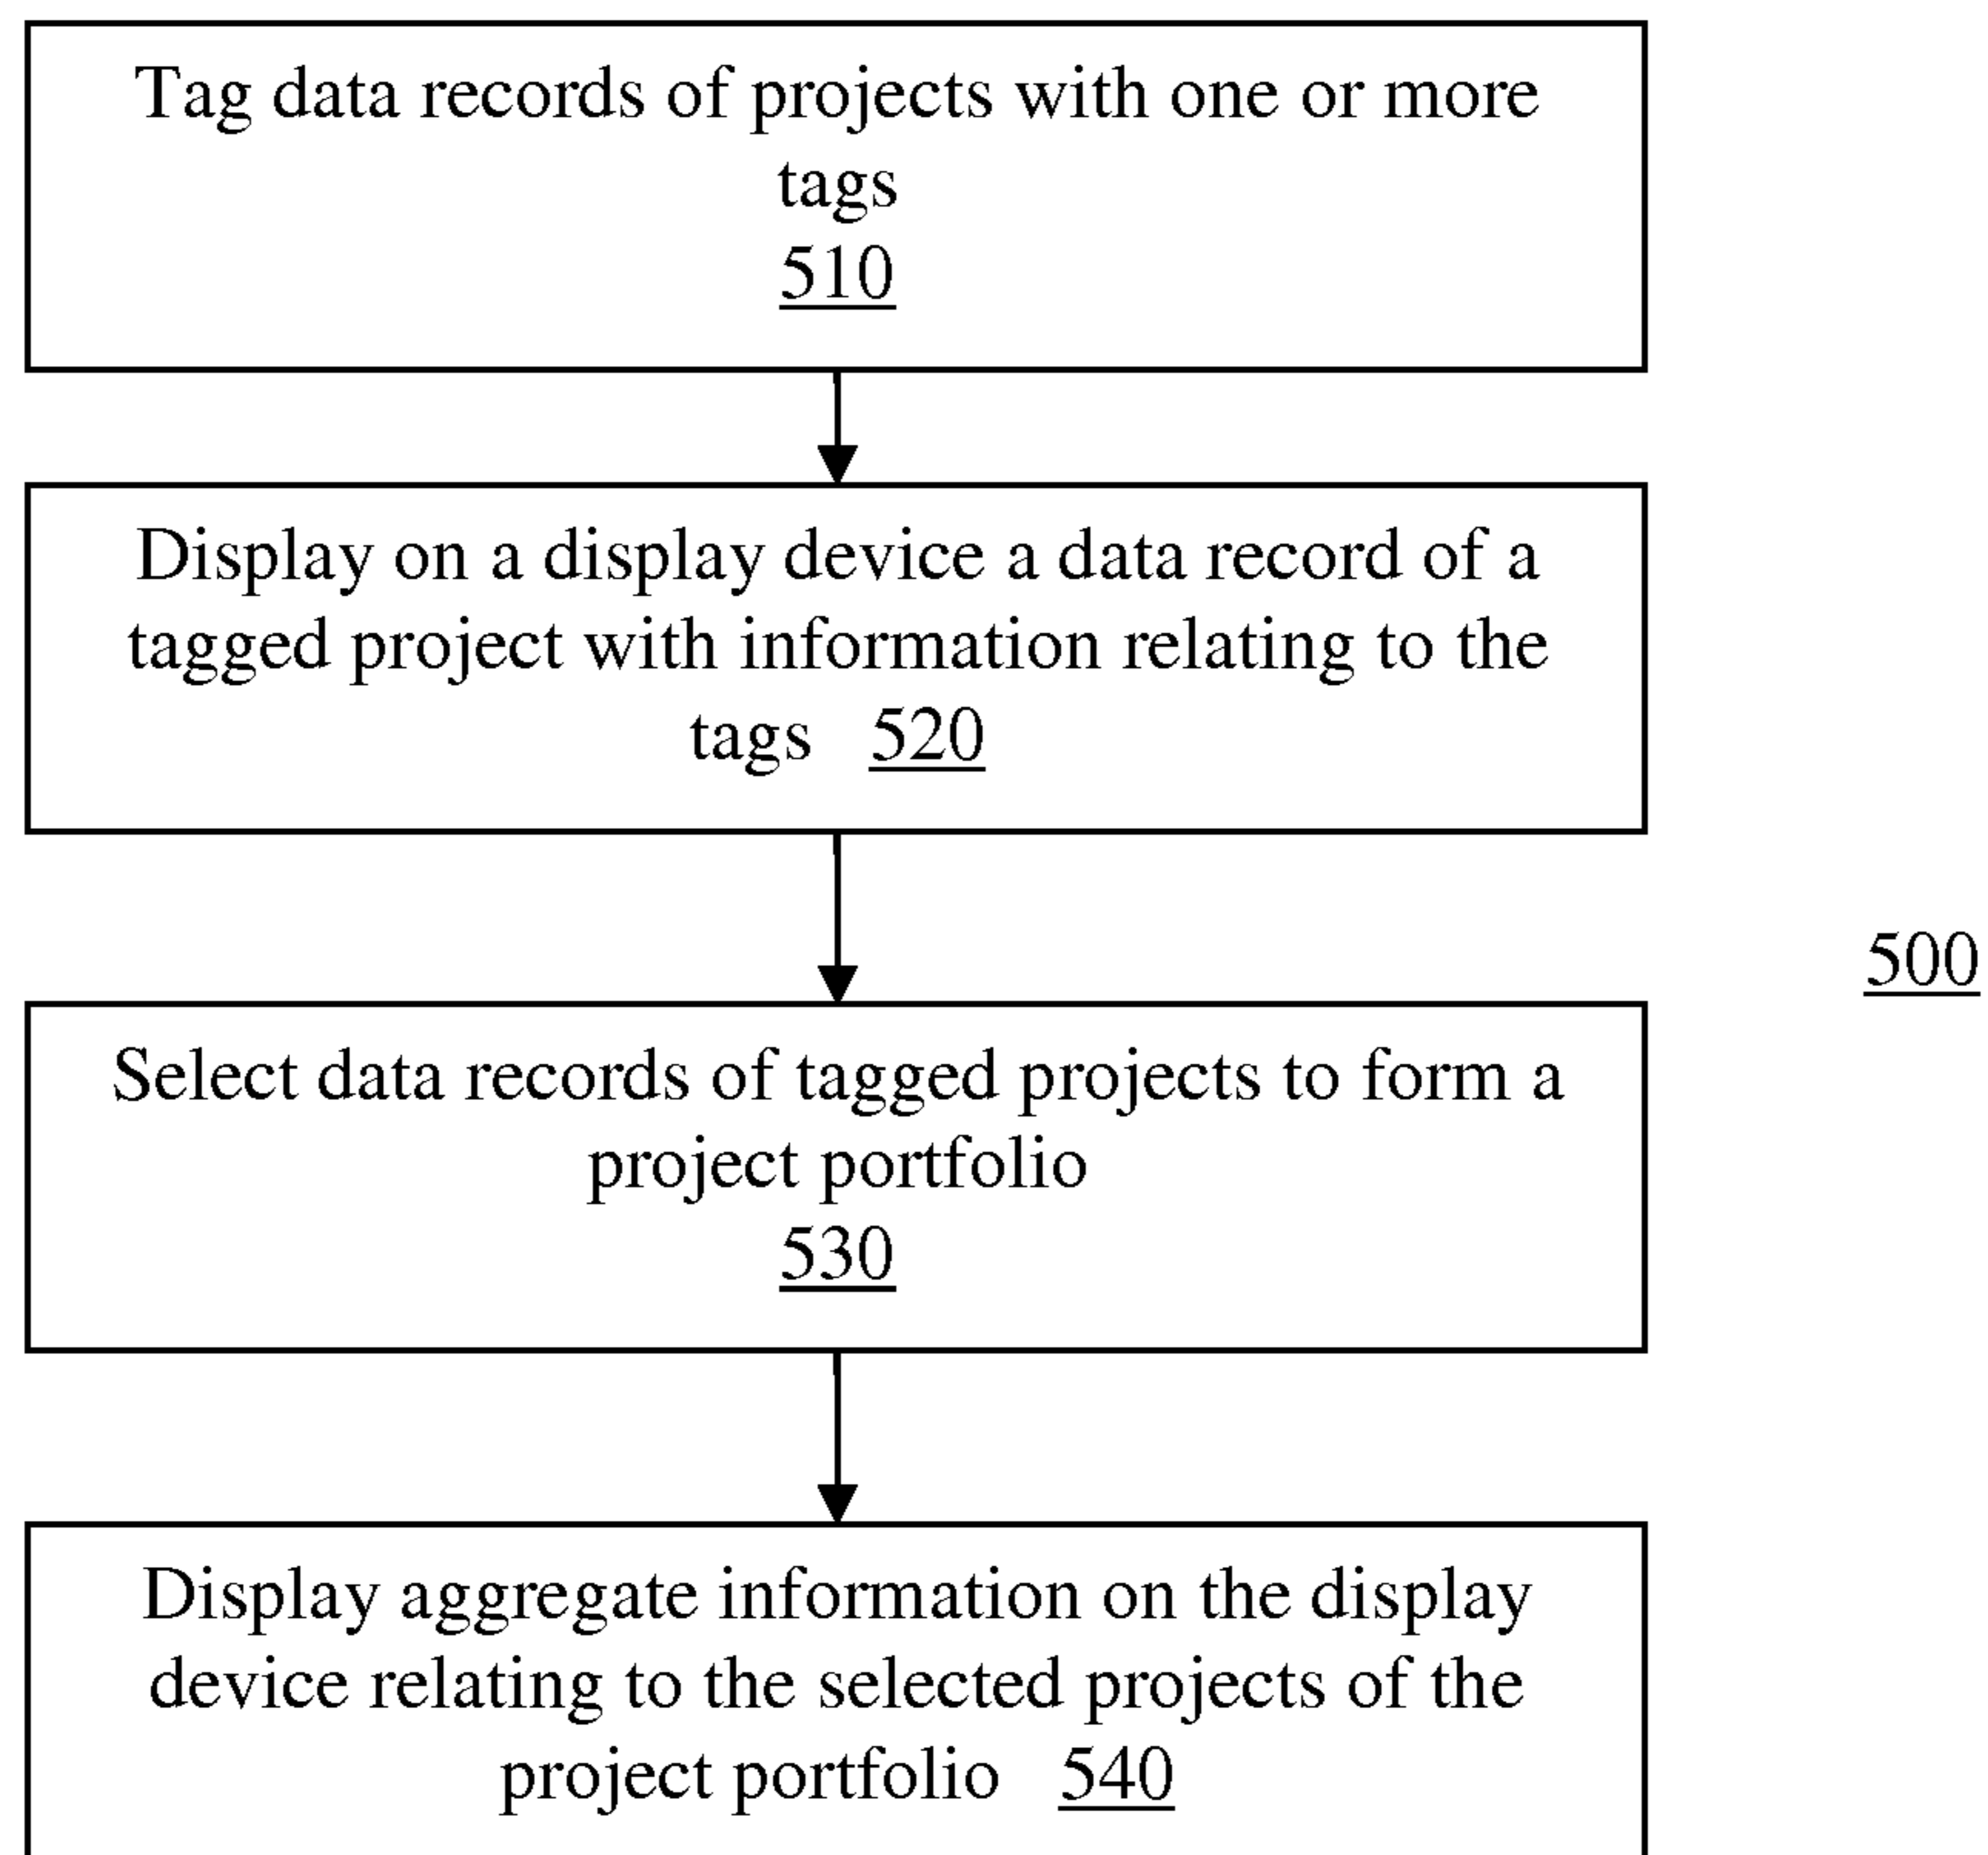 Tag data records of projects with one or more
tags
510
Display on a display device a data record of a
tagged project with information relating to the
tags 520
500
Select data records of tagged projects to form a
project portfolio
530
Display aggregate information on the display
device relating to the selected projects of the
project portfolio 540